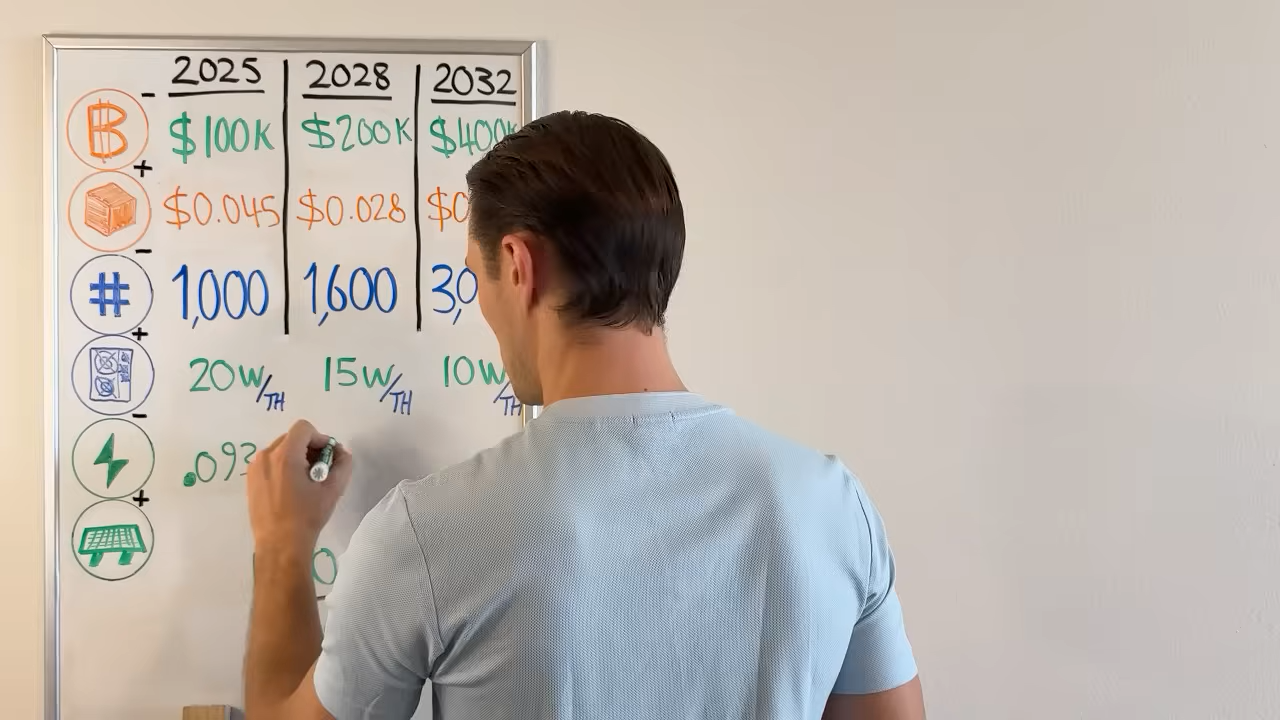 2025 2028 2032
- 
B $100K $200K $400K
+
$0.045 $0.028 $0
-
# 1,000 1,600 3,0
+
20W/TH 15W/TH 10W/TH
-
.093
+
0